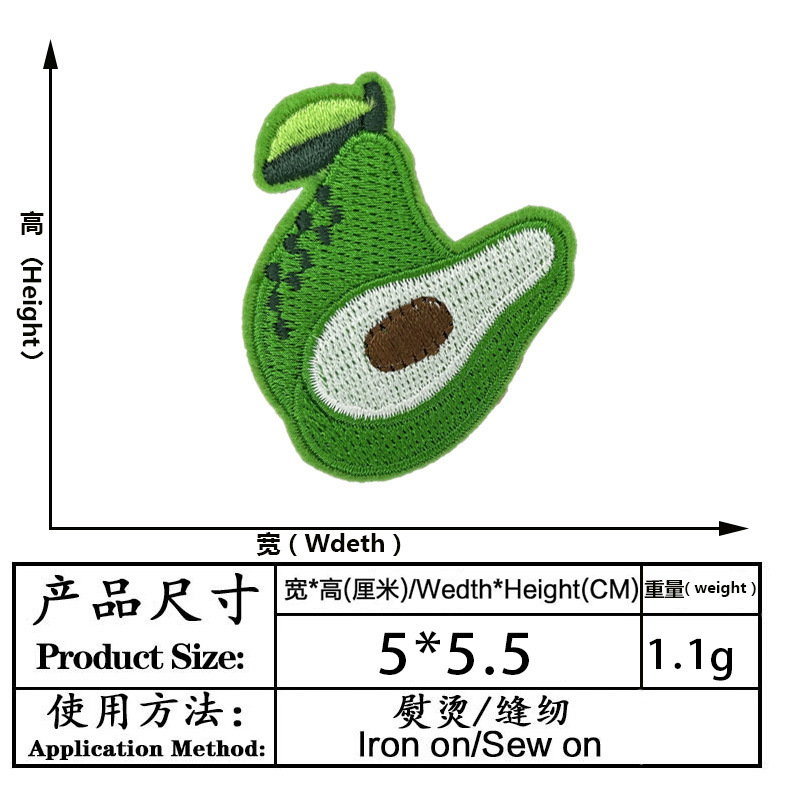 高（Height）
宽（Wdeth）
产品尺寸
Product Size:
宽*高(厘米)/Wedth*Height(CM)
重量( weight )
5*5.5
1.1g
使用方法：
Application Method:
熨烫/缝纫
Iron on/Sew on